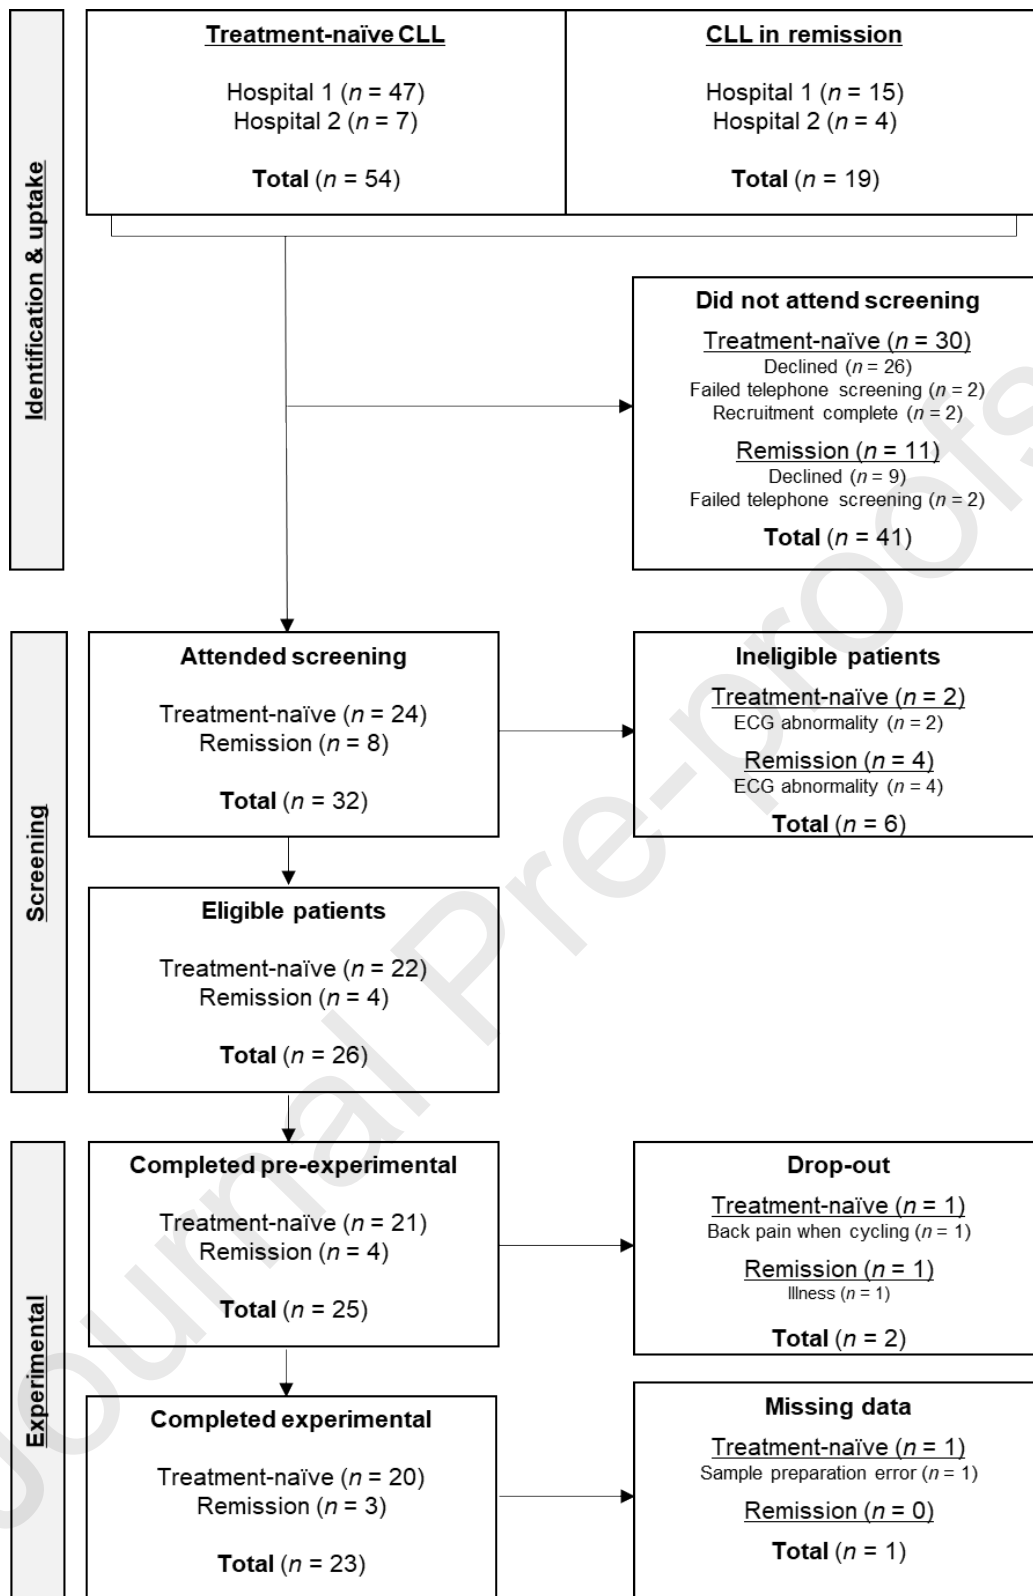 Identification & uptake
Treatment-naïve CLL
Hospital 1 (n = 47)
Hospital 2 (n = 7)
Total (n = 54)
CLL in remission
Hospital 1 (n = 15)
Hospital 2 (n = 4)
Total (n = 19)
Did not attend screening
Treatment-naïve (n = 30)
Declined (n = 26)
Failed telephone screening (n = 2)
Recruitment complete (n = 2)
Remission (n = 11)
Declined (n = 9)
Failed telephone screening (n = 2)
Total (n = 41)
Screening
Attended screening
Treatment-naïve (n = 24)
Remission (n = 8)
Total (n = 32)
Ineligible patients
Treatment-naïve (n = 2)
ECG abnormality (n = 2)
Remission (n = 4)
ECG abnormality (n = 4)
Total (n = 6)
Eligible patients
Treatment-naïve (n = 22)
Remission (n = 4)
Total (n = 26)
Experimental
Completed pre-experimental
Treatment-naïve (n = 21)
Remission (n = 4)
Total (n = 25)
Drop-out
Treatment-naïve (n = 1)
Back pain when cycling (n = 1)
Remission (n = 1)
Illness (n = 1)
Total (n = 2)
Completed experimental
Treatment-naïve (n = 20)
Remission (n = 3)
Total (n = 23)
Missing data
Treatment-naïve (n = 1)
Sample preparation error (n = 1)
Remission (n = 0)
Total (n = 1)
Journal Pre-proofs